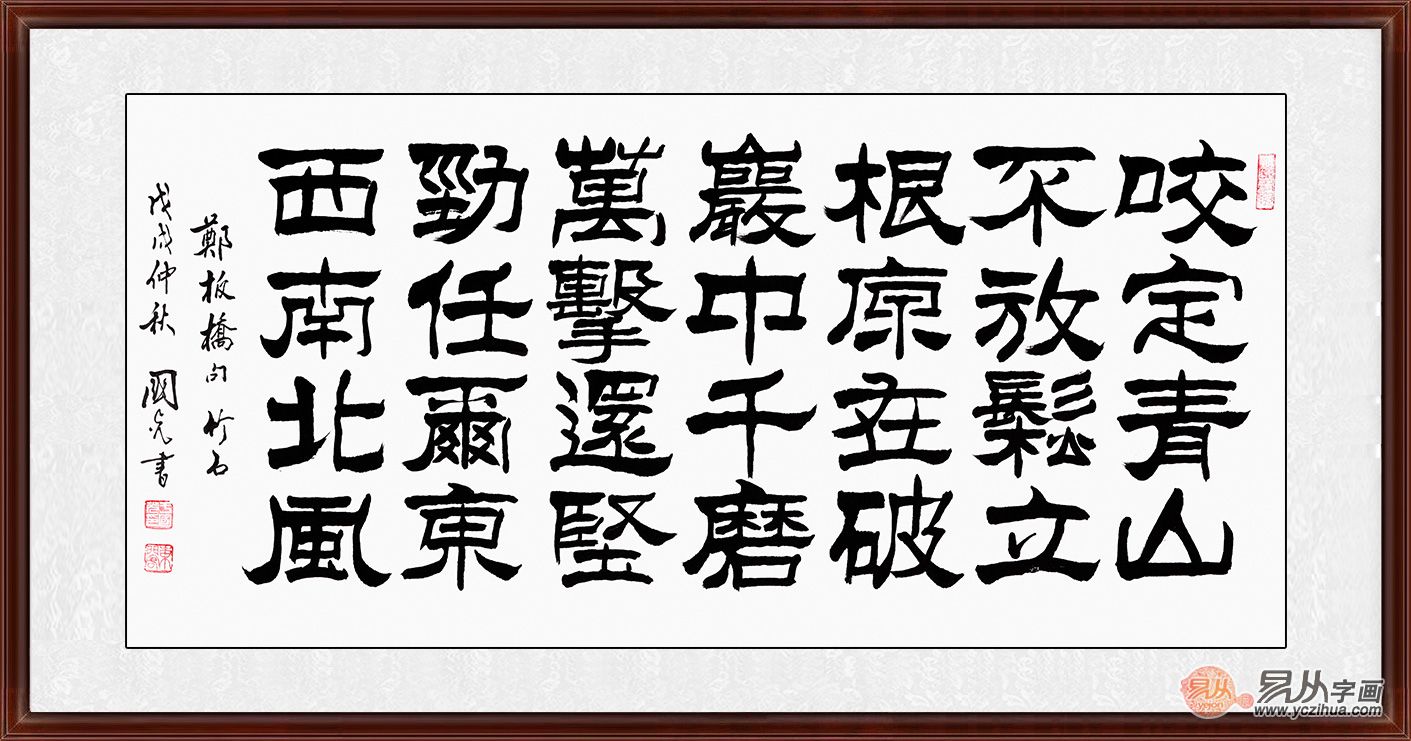 咬定青山
不放鬆立
根原在破
巖中千磨
萬擊還堅
勁任爾東
西南北風
鄭板橋句 竹石
戊戌仲秋 國書
易从
易从字画
www.yczihua.com